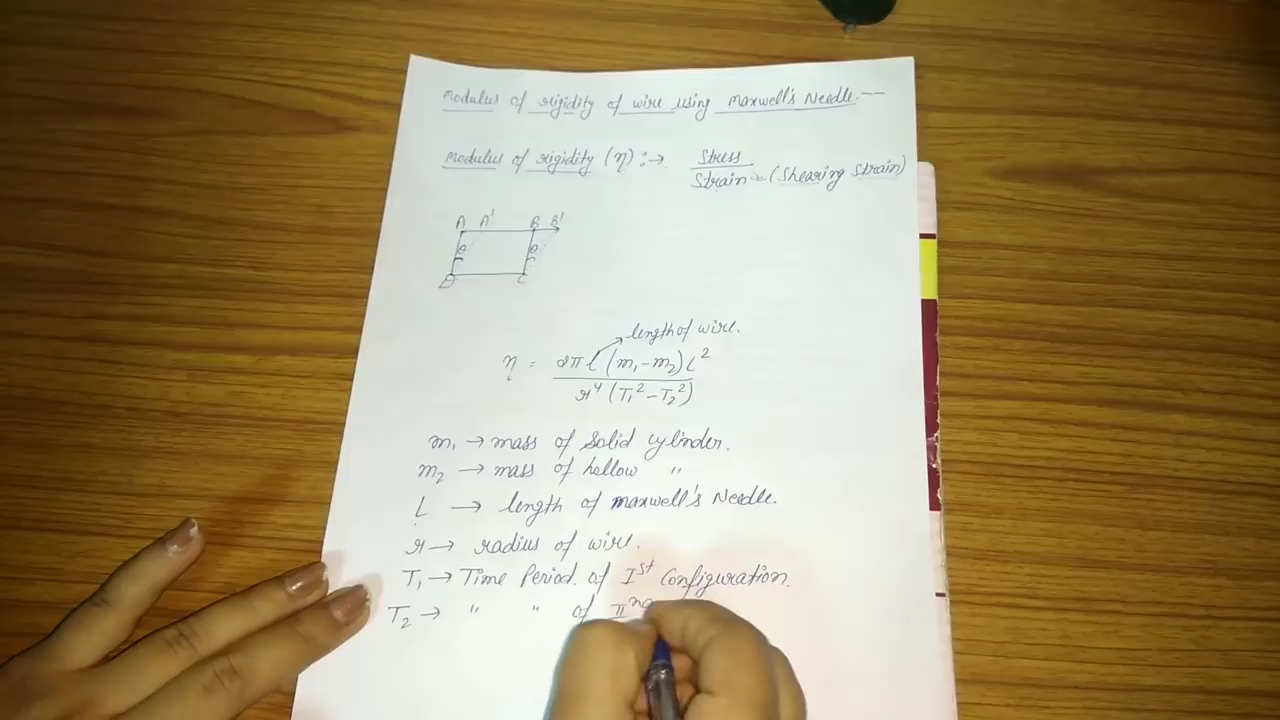 Modulus of rigidity of wire using Maxwell's Needle.--
Modulus of rigidity (η) :→ Stress
Strain = (Shearing Strain)
A A' B B'
θ θ
D C
length of wire.
η = 2πl (m₁-m₂) L²
r⁴ (T₁² - T₂²)
m₁ → mass of Solid cylinder.
m₂ → mass of hollow "
L → length of maxwell's Needle.
r → radius of wire.
T₁ → Time Period. of Iˢᵗ Configuration.
T₂ → " " of IIⁿᵈ